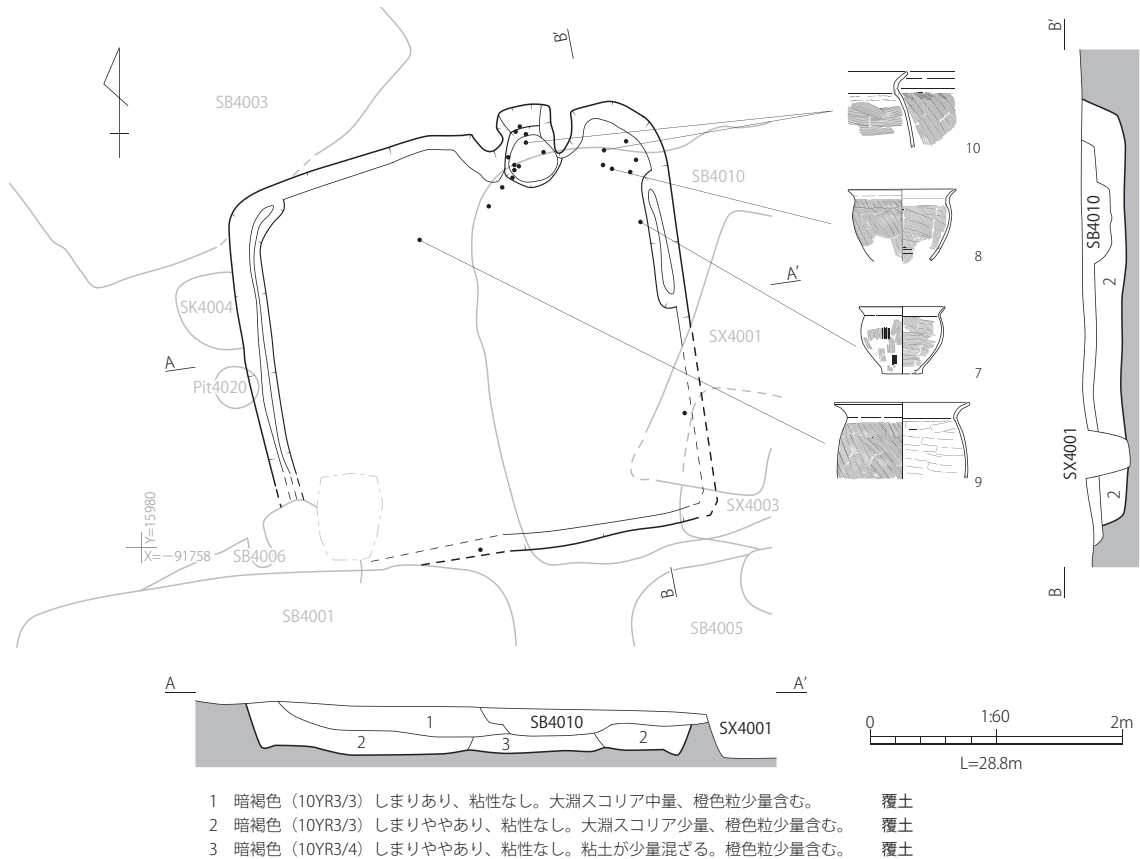 B'
B'
SB4003
10
SB4010
SB4010
8
A'
2
SK4004
SX4001
A
Pit4020
7
SX4001
9
2
SX4003
Y=15980
X=－91758
SB4006
B
B
SB4001
SB4005
A
A'
1
SB4010
SX4001
2
3
2
0
1:60
2m
L=28.8m
1 暗褐色（10YR3/3）しまりあり、粘性なし。大淵スコリア中量、橙色粒少量含む。 覆土
2 暗褐色（10YR3/3）しまりややあり、粘性なし。大淵スコリア少量、橙色粒少量含む。 覆土
3 暗褐色（10YR3/4）しまりややあり、粘性なし。粘土が少量混ざる。橙色粒少量含む。 覆土